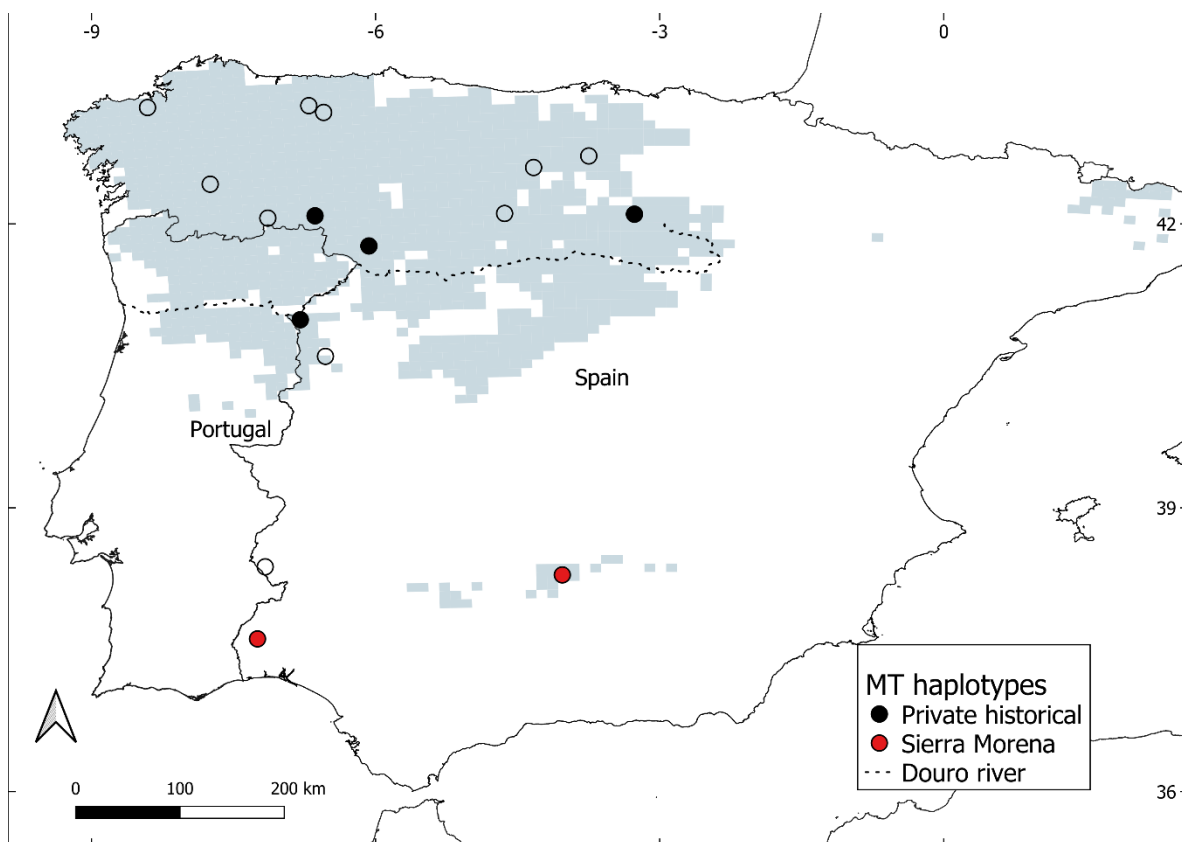 -9 -6 -3 0
42
Spain
Portugal
39
MT haplotypes
Private historical
Sierra Morena
Douro river
0 100 200 km
36